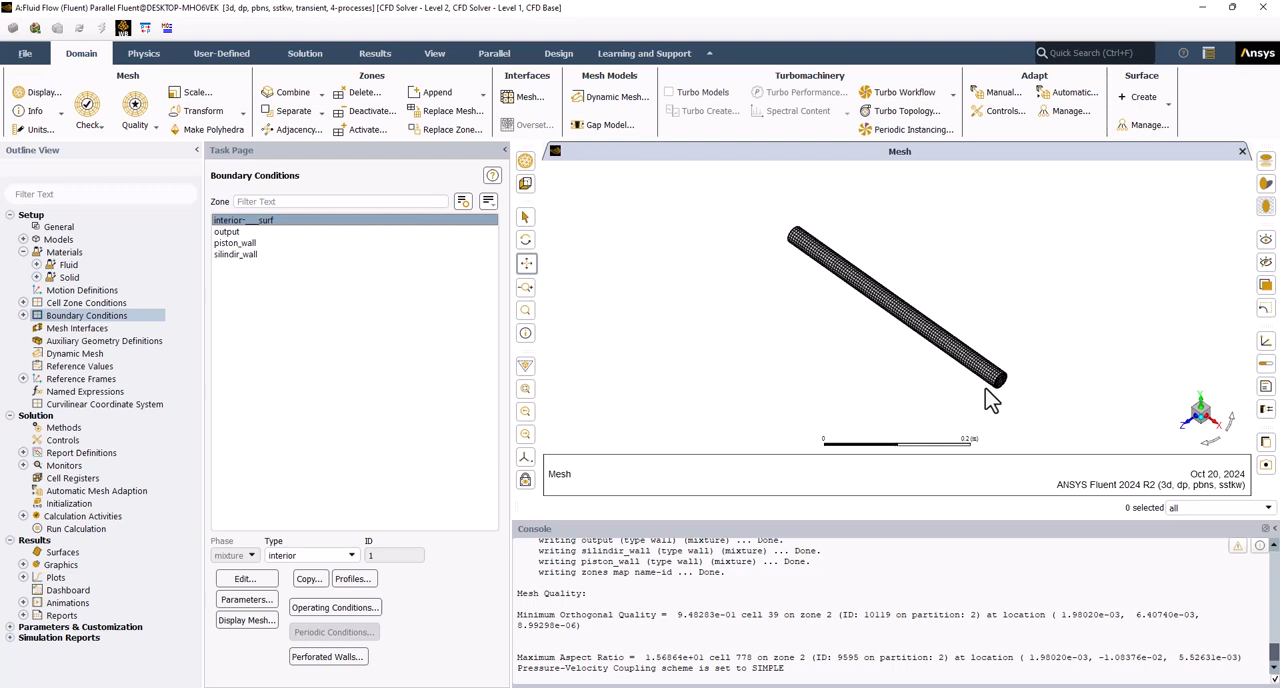 A:Fluid Flow (Fluent) Parallel Fluent@DESKTOP-MHO6VEK [3d, dp, pbns, sstkw, transient, 4-processes] [CFD Solver - Level 2, CFD Solver - Level 1, CFD Base]
File Domain Physics User-Defined Solution Results View Parallel Design Learning and Support Quick Search (Ctrl+F) Ansys
Mesh Zones Interfaces Mesh Models Turbomachinery Adapt Surface
Display... Scale... Combine Delete... Append Mesh... Dynamic Mesh... Turbo Models Turbo Performance... Turbo Workflow Manual... Automatic... Create
Info Check Quality Transform Separate Deactivate... Replace Mesh... Turbo Create... Spectral Content Turbo Topology... Controls... Manage...
Units... Make Polyhedra Adjacency... Activate... Replace Zone... Overset... Gap Model... Periodic Instancing... Manage...
Outline View
Filter Text
Setup
General
Models
Materials
Fluid
Solid
Motion Definitions
Cell Zone Conditions
Boundary Conditions
Mesh Interfaces
Auxiliary Geometry Definitions
Dynamic Mesh
Reference Values
Reference Frames
Named Expressions
Curvilinear Coordinate System
Solution
Methods
Controls
Report Definitions
Monitors
Cell Registers
Automatic Mesh Adaption
Initialization
Calculation Activities
Run Calculation
Results
Surfaces
Graphics
Plots
Dashboard
Animations
Reports
Parameters & Customization
Simulation Reports
Task Page
Boundary Conditions
Zone Filter Text
interior-___surf
output
piston_wall
silindir_wall
Phase Type ID
mixture interior 1
Edit... Copy... Profiles...
Parameters... Operating Conditions...
Display Mesh... Periodic Conditions...
Perforated Walls...
Mesh
0 0.2 (m)
Y
Z X
Mesh Oct 20, 2024
ANSYS Fluent 2024 R2 (3d, dp, pbns, sstkw)
0 selected all
Console
writing output (type wall) (mixture) ... Done.
writing silindir_wall (type wall) (mixture) ... Done.
writing piston_wall (type wall) (mixture) ... Done.
writing zones map name-id ... Done.
Mesh Quality:
Minimum Orthogonal Quality = 9.48283e-01 cell 39 on zone 2 (ID: 10119 on partition: 2) at location ( 1.98020e-03, 6.40740e-03,
8.99298e-06)
Maximum Aspect Ratio = 1.56864e+01 cell 778 on zone 2 (ID: 9595 on partition: 2) at location ( 1.98020e-03, -1.08376e-02, 5.52631e-03)
Pressure-Velocity Coupling scheme is set to SIMPLE